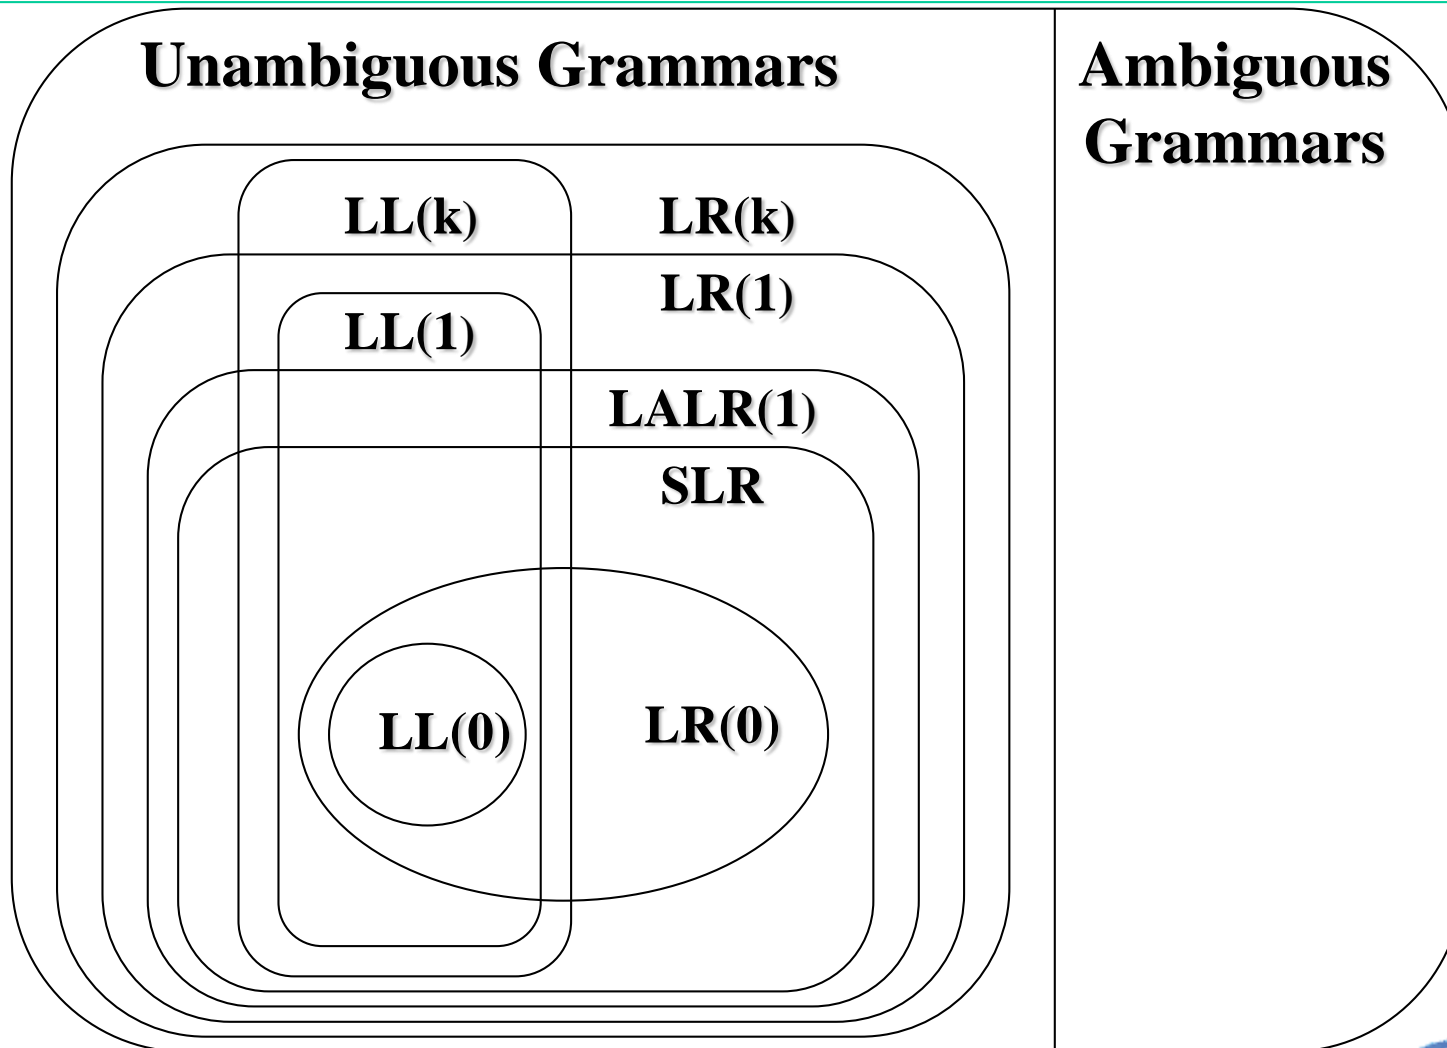 Unambiguous Grammars
Ambiguous
Grammars
LL(k)
LR(k)
LR(1)
LL(1)
LALR(1)
SLR
LL(0)
LR(0)